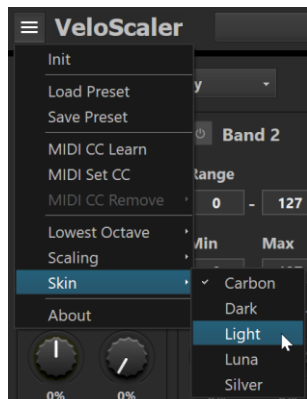 VeloScaler
Init
Load Preset
Save Preset
MIDI CC Learn
MIDI Set CC
MIDI CC Remove
Lowest Octave
Scaling
Skin
About
Carbon
Dark
Light
Luna
Silver
y
Band 2
Range
0 - 127
Min Max
0% 0%